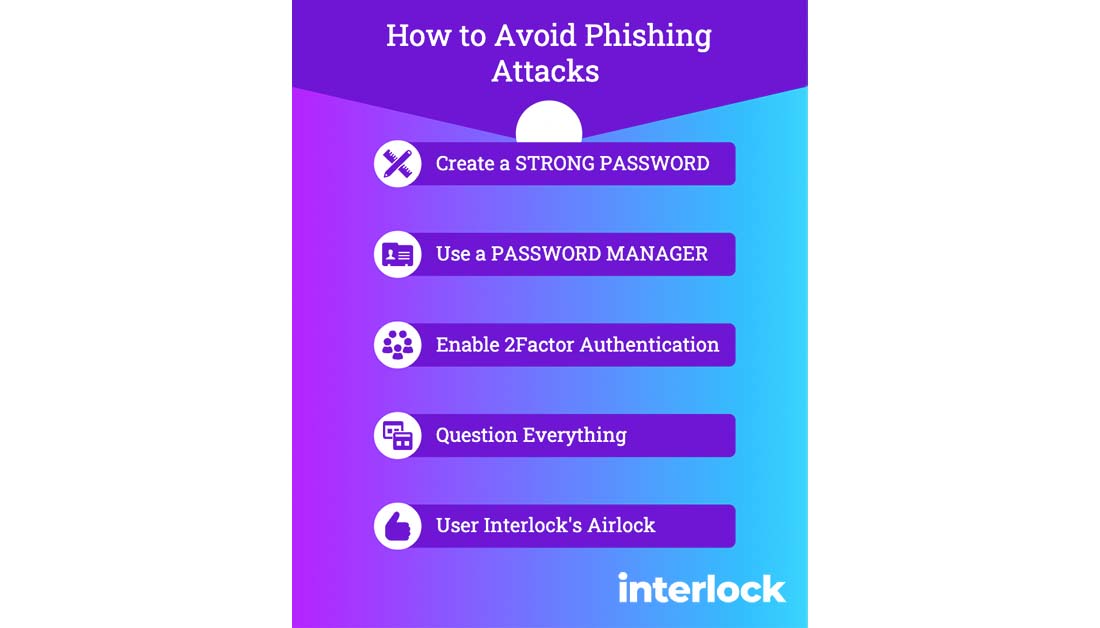 How to Avoid Phishing
Attacks
Create a STRONG PASSWORD
Use a PASSWORD MANAGER
Enable 2Factor Authentication
Question Everything
User Interlock's Airlock
interlock